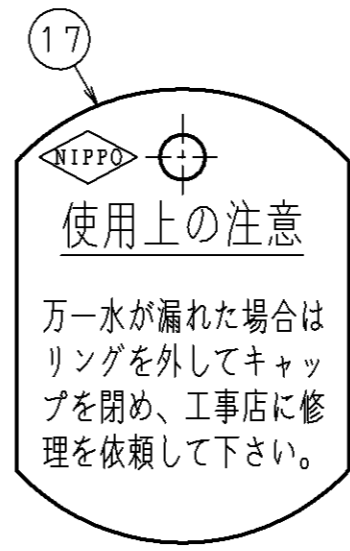 17
NIPPO
使用上の注意
万一水が漏れた場合は
リングを外してキャッ
プを閉め、工事店に修
理を依頼して下さい。